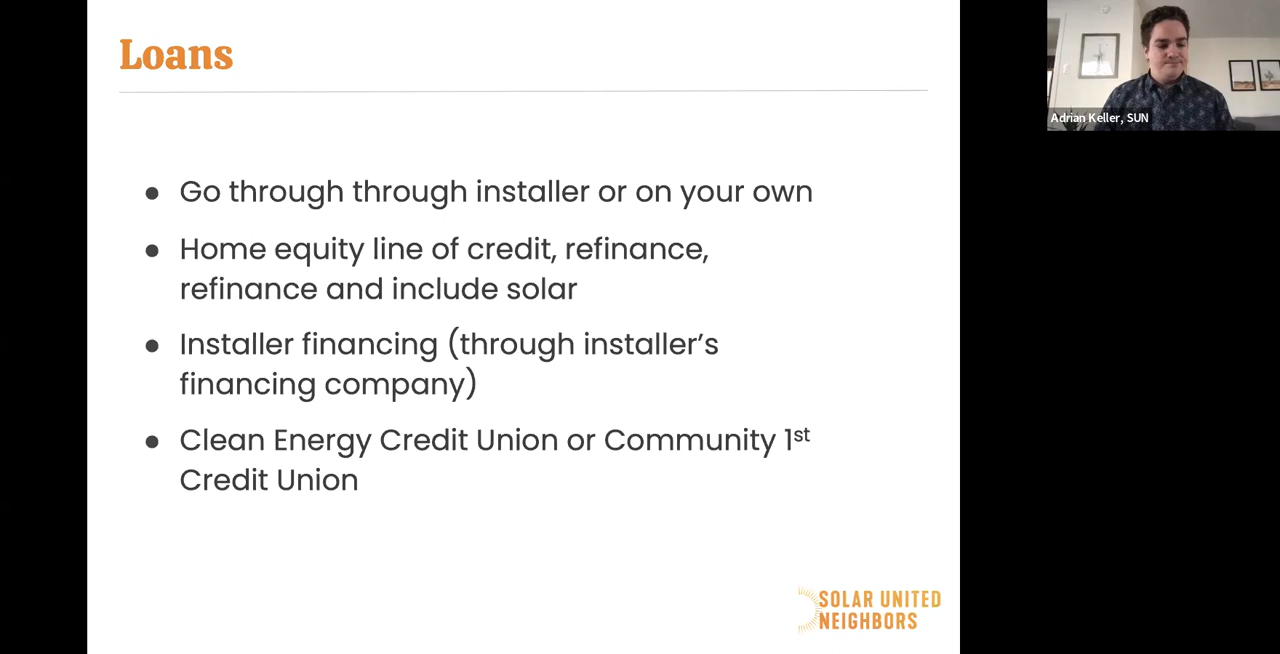 Loans
● Go through through installer or on your own
● Home equity line of credit, refinance,
refinance and include solar
● Installer financing (through installer’s
financing company)
● Clean Energy Credit Union or Community 1st
Credit Union
SOLAR UNITED
NEIGHBORS
Adrian Keller, SUN